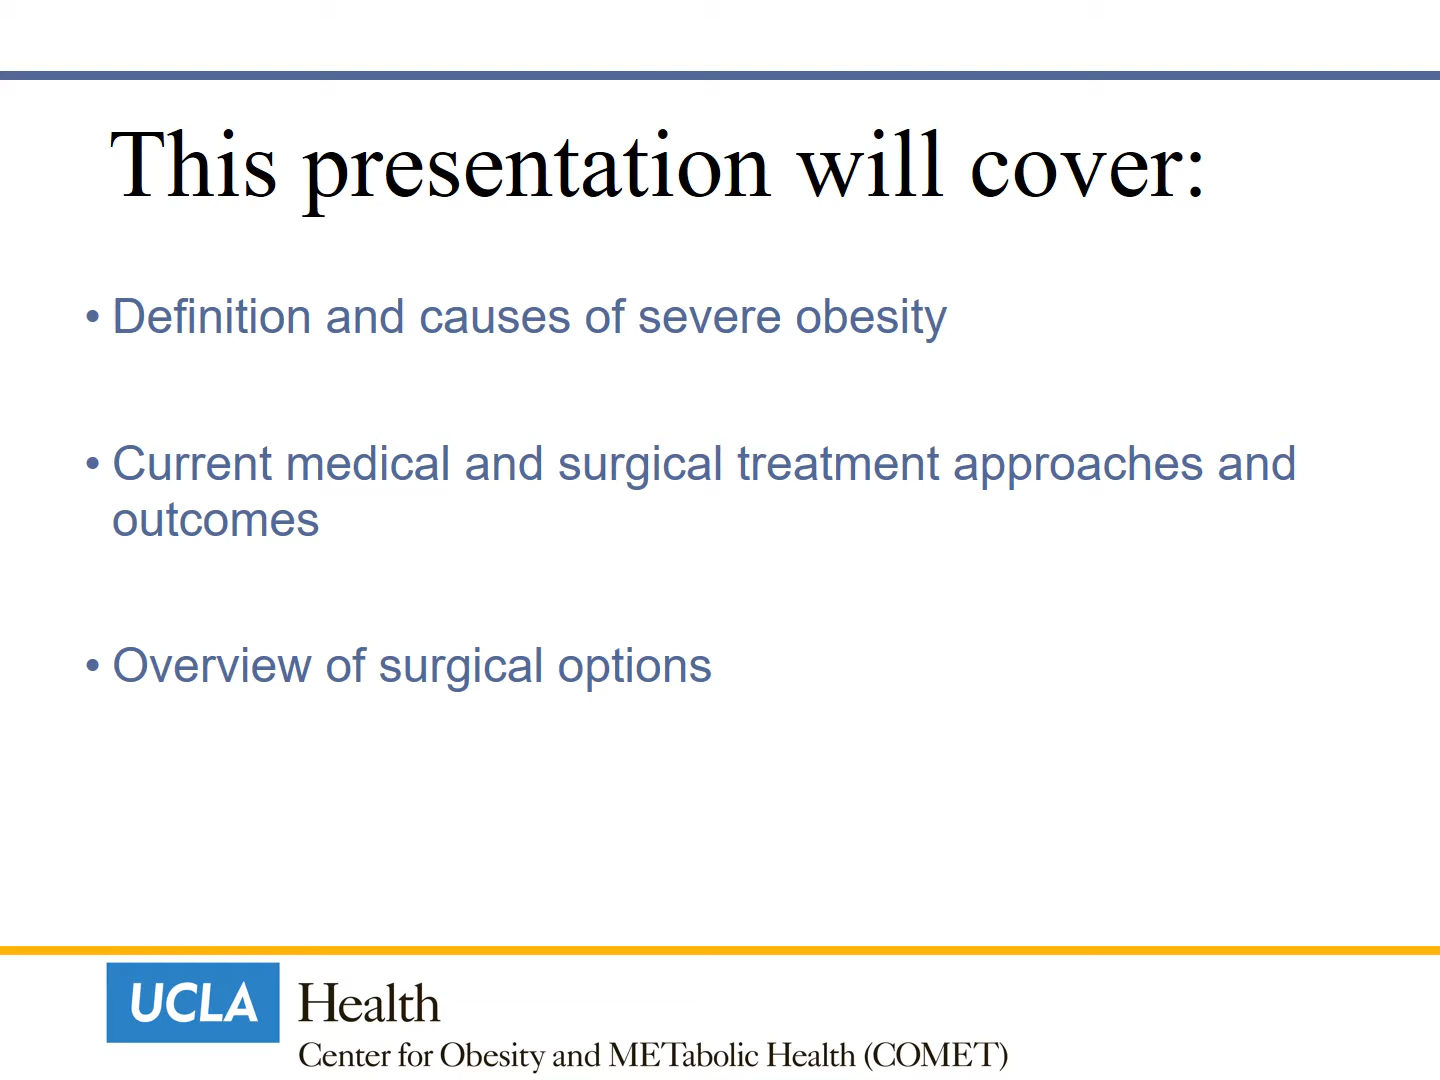 This presentation will cover:
• Definition and causes of severe obesity
• Current medical and surgical treatment approaches and
outcomes
• Overview of surgical options
UCLA Health
Center for Obesity and METabolic Health (COMET)